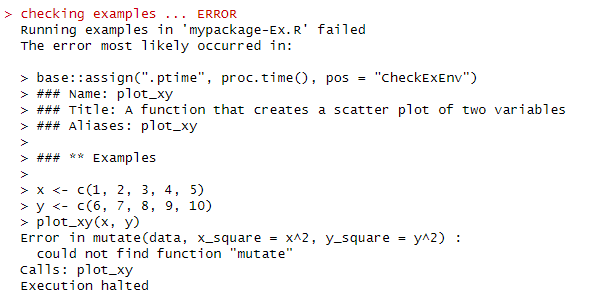 > checking examples ... ERROR
Running examples in 'mypackage-Ex.R' failed
The error most likely occurred in:
> base::assign(".ptime", proc.time(), pos = "CheckExEnv")
> ### Name: plot_xy
> ### Title: A function that creates a scatter plot of two variables
> ### Aliases: plot_xy
>
> ### ** Examples
>
> x <- c(1, 2, 3, 4, 5)
> y <- c(6, 7, 8, 9, 10)
> plot_xy(x, y)
Error in mutate(data, x_square = x^2, y_square = y^2) :
could not find function "mutate"
Calls: plot_xy
Execution halted